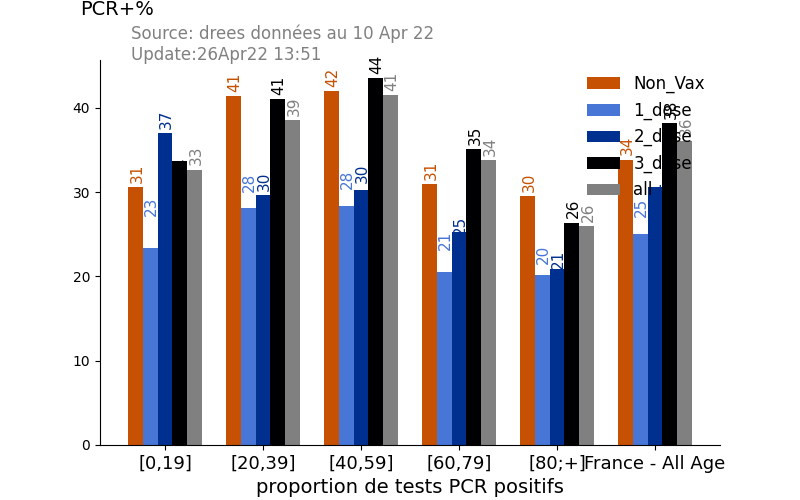 PCR+%
Source: drees données au 10 Apr 22
Update:26Apr22 13:51
Non_Vax
1_dose
2_dose
3_dose
40
30
20
10
0
31 23 37 33
41 28 30 41 39
42 28 30 44 41
31 21 25 35 34
30 20 21 26 26
34 25 38 36
[0,19] [20,39] [40,59] [60,79] [80;+] France - All Age
proportion de tests PCR positifs